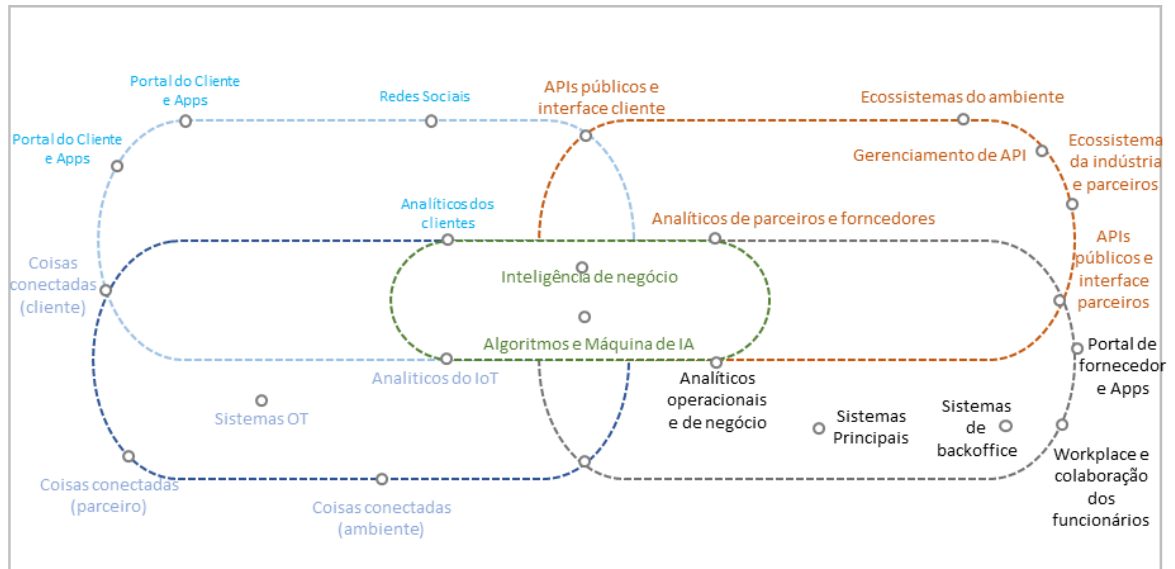 Portal do Cliente
e Apps
Redes Sociais
APIs públicos e
interface cliente
Ecossistemas do ambiente
Portal do Cliente
e Apps
Gerenciamento de API
Ecossistema
da indústria
e parceiros
Analíticos dos
clientes
Analíticos de parceiros e forncedores
APIs
públicos e
interface
parceiros
Coisas
conectadas
(cliente)
Inteligência de negócio
Algoritmos e Máquina de IA
Portal de
fornecedor
e Apps
Analiticos do IoT
Analíticos
operacionais
e de negócio
Sistemas OT
Sistemas
Principais
Sistemas
de
backoffice
Workplace e
colaboração
dos
funcionários
Coisas conectadas
(parceiro)
Coisas conectadas
(ambiente)